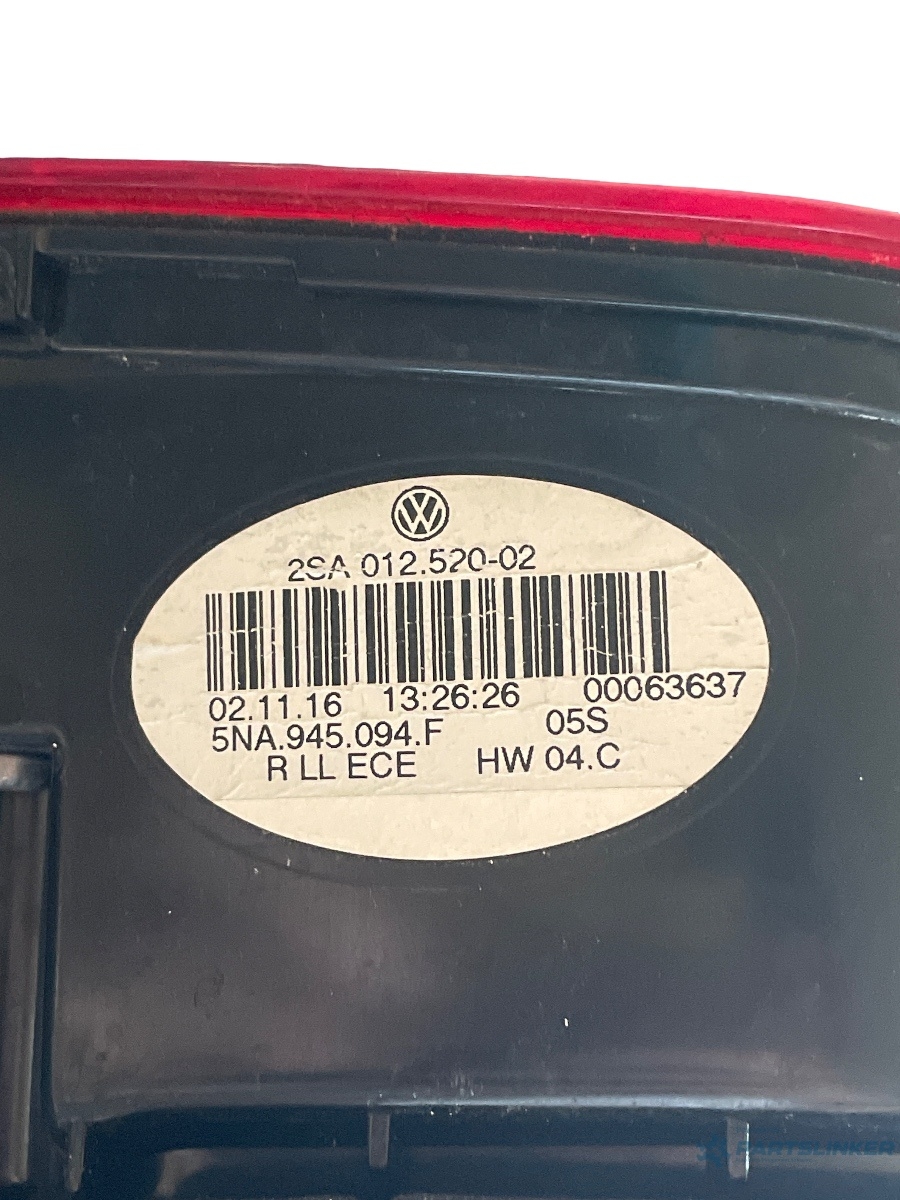 2SA 012.520-02
02.11.16 13:26:26 00063637
5NA.945.094.F 05S
R LL ECE HW 04.C
PARTSLINKER